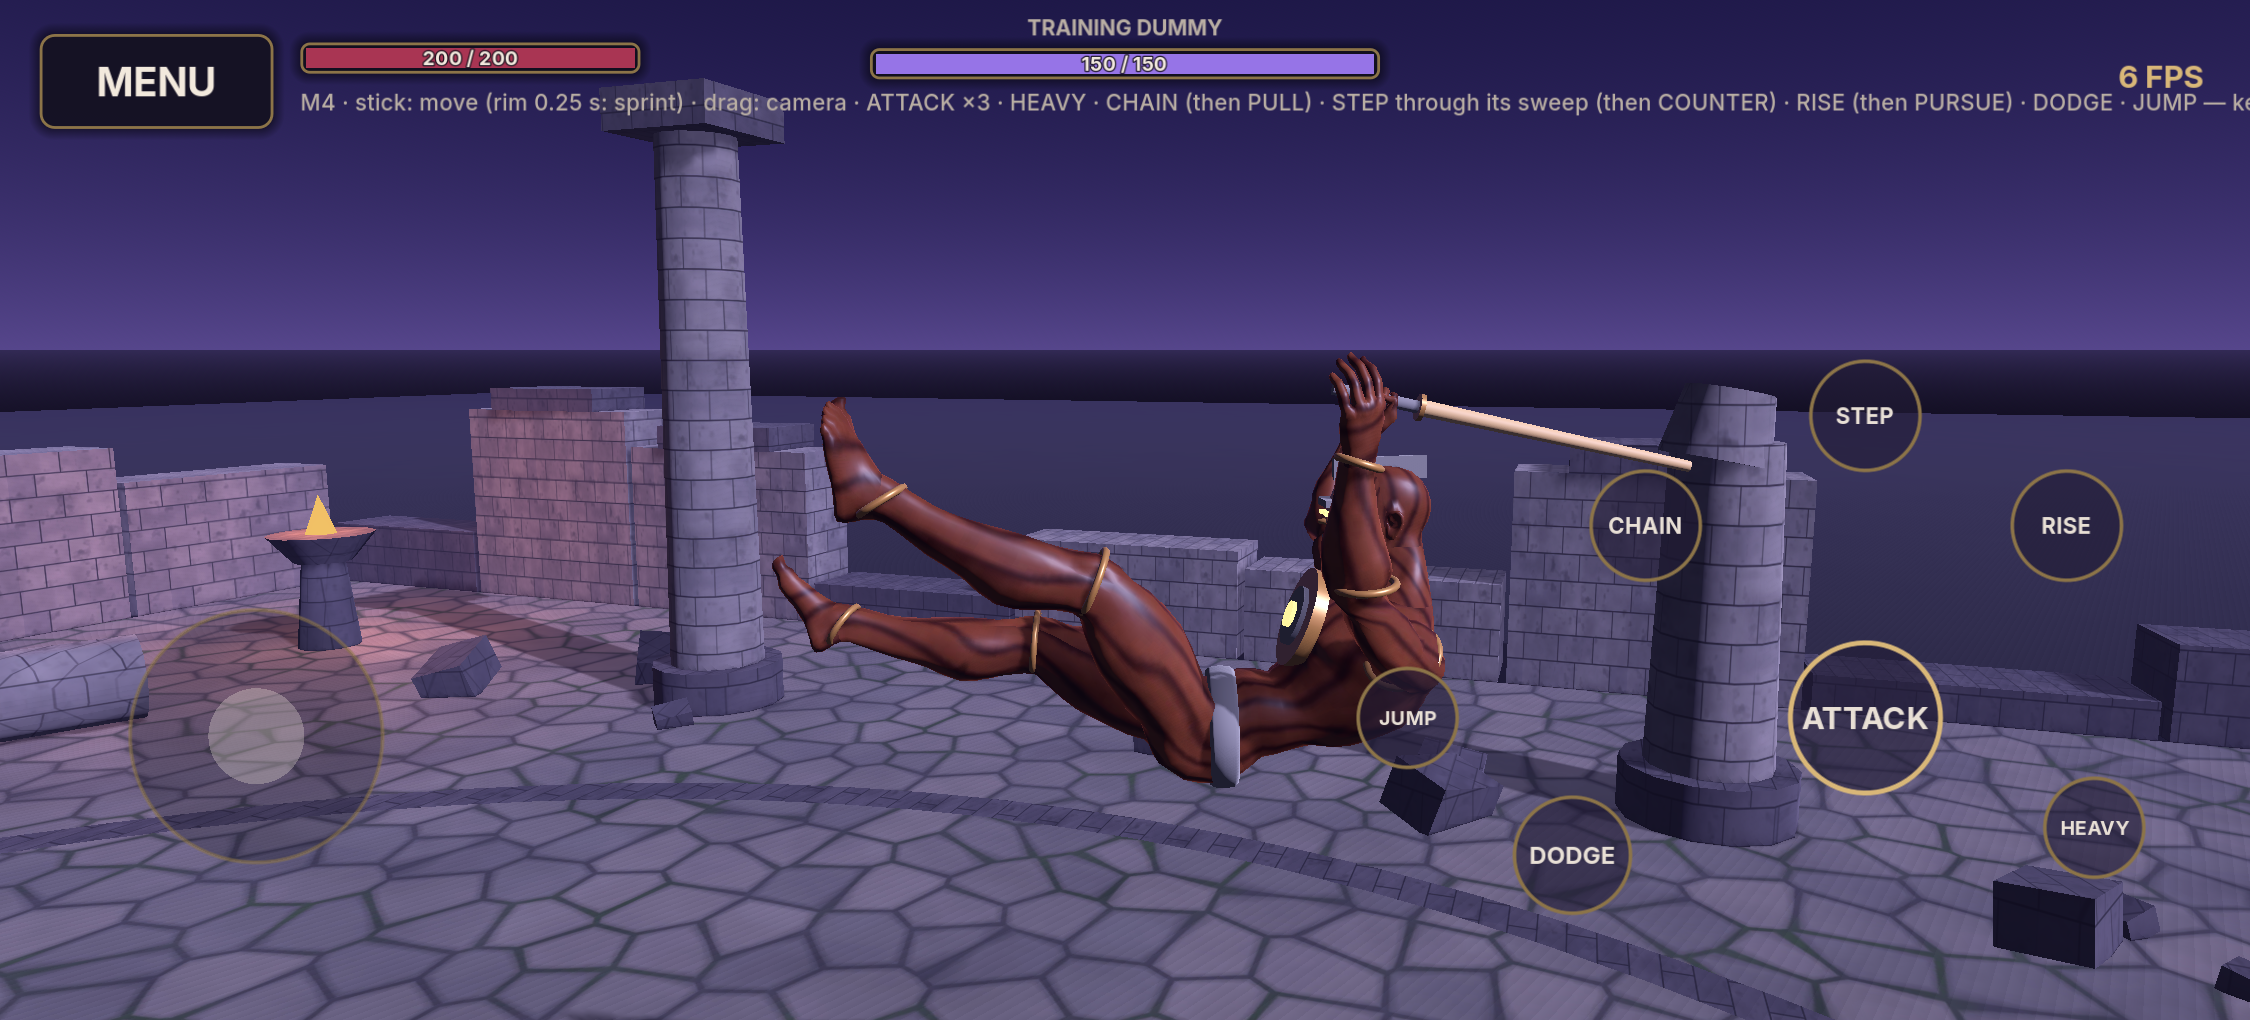 TRAINING DUMMY
MENU
200 / 200
150 / 150
6 FPS
M4 · stick: move (rim 0.25 s: sprint) · drag: camera · ATTACK ×3 · HEAVY · CHAIN (then PULL) · STEP through its sweep (then COUNTER) · RISE (then PURSUE) · DODGE · JUMP — ke
STEP
CHAIN
RISE
JUMP
ATTACK
HEAVY
DODGE